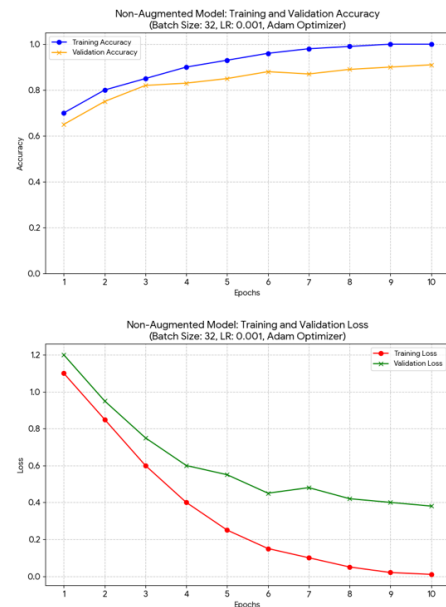 Non-Augmented Model: Training and Validation Accuracy
(Batch Size: 32, LR: 0.001, Adam Optimizer)
Training Accuracy
Validation Accuracy
1.0
0.8
0.6
0.4
0.2
0.0
Accuracy
1 2 3 4 5 6 7 8 9 10
Epochs
Non-Augmented Model: Training and Validation Loss
(Batch Size: 32, LR: 0.001, Adam Optimizer)
Training Loss
Validation Loss
1.2
1.0
0.8
0.6
0.4
0.2
0.0
Loss
1 2 3 4 5 6 7 8 9 10
Epochs